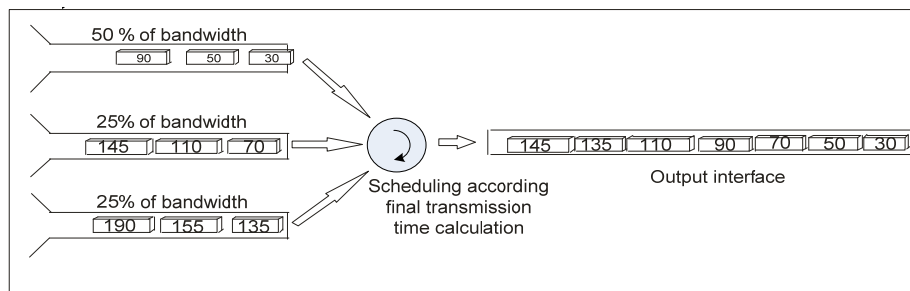 50 % of bandwidth
90 50 30
25% of bandwidth
145 110 70
25% of bandwidth
190 155 135
Scheduling according
final transmission
time calculation
145 135 110 90 70 50 30
Output interface